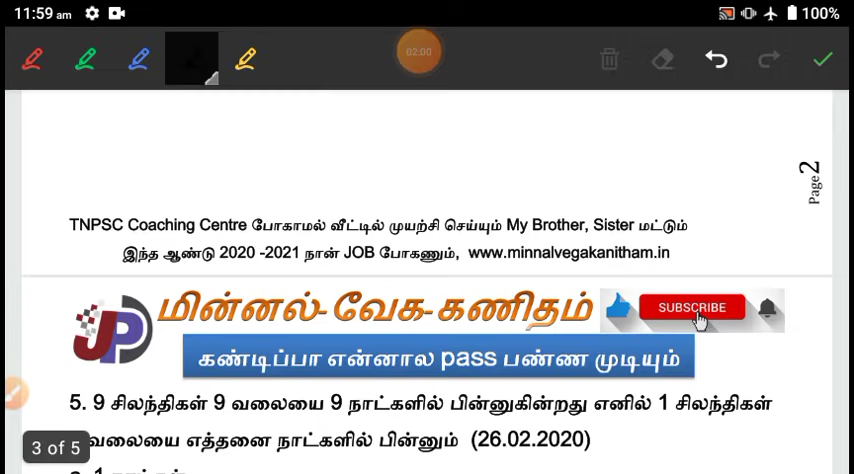 11:59 am
100%
02:00
Page 2
TNPSC Coaching Centre போகாமல் வீட்டில் முயற்சி செய்யும் My Brother, Sister மட்டும்
இந்த ஆண்டு 2020 -2021 நான் JOB போகணும், www.minnalvegakanitham.in
JP
மின்னல்-வேக-கணிதம்
SUBSCRIBE
கண்டிப்பா என்னால pass பண்ண முடியும்
5. 9 சிலந்திகள் 9 வலையை 9 நாட்களில் பின்னுகின்றது எனில் 1 சிலந்திகள்
வலையை எத்தனை நாட்களில் பின்னும் (26.02.2020)
3 of 5